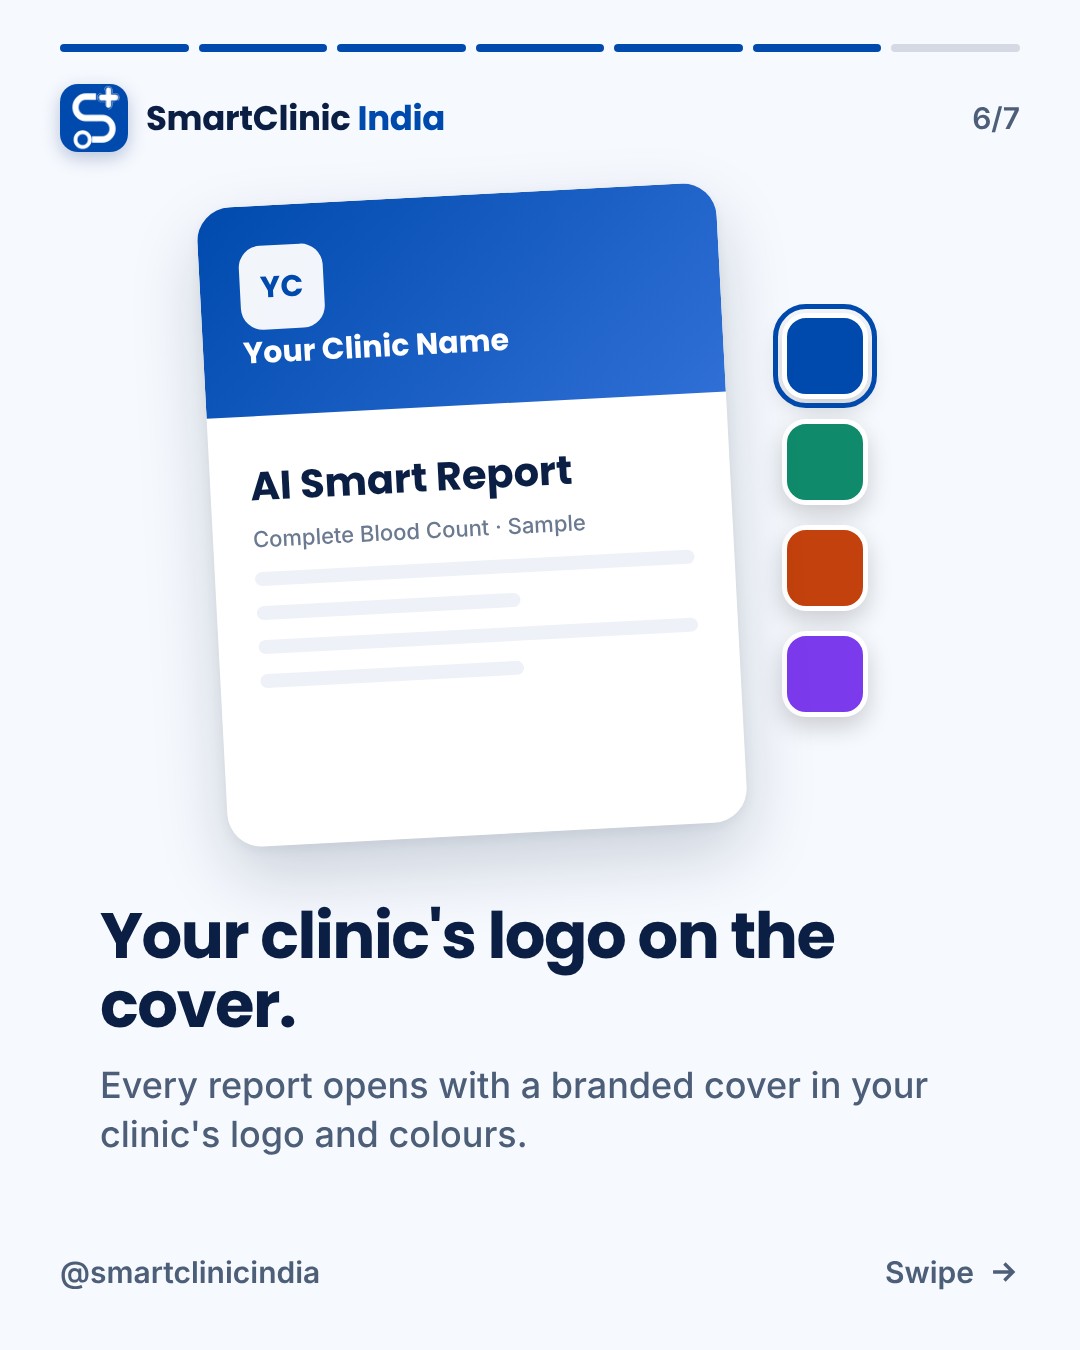 SmartClinic India
6/7
YC
Your Clinic Name
AI Smart Report
Complete Blood Count · Sample
Your clinic's logo on the
cover.
Every report opens with a branded cover in your
clinic's logo and colours.
@smartclinicindia
Swipe →